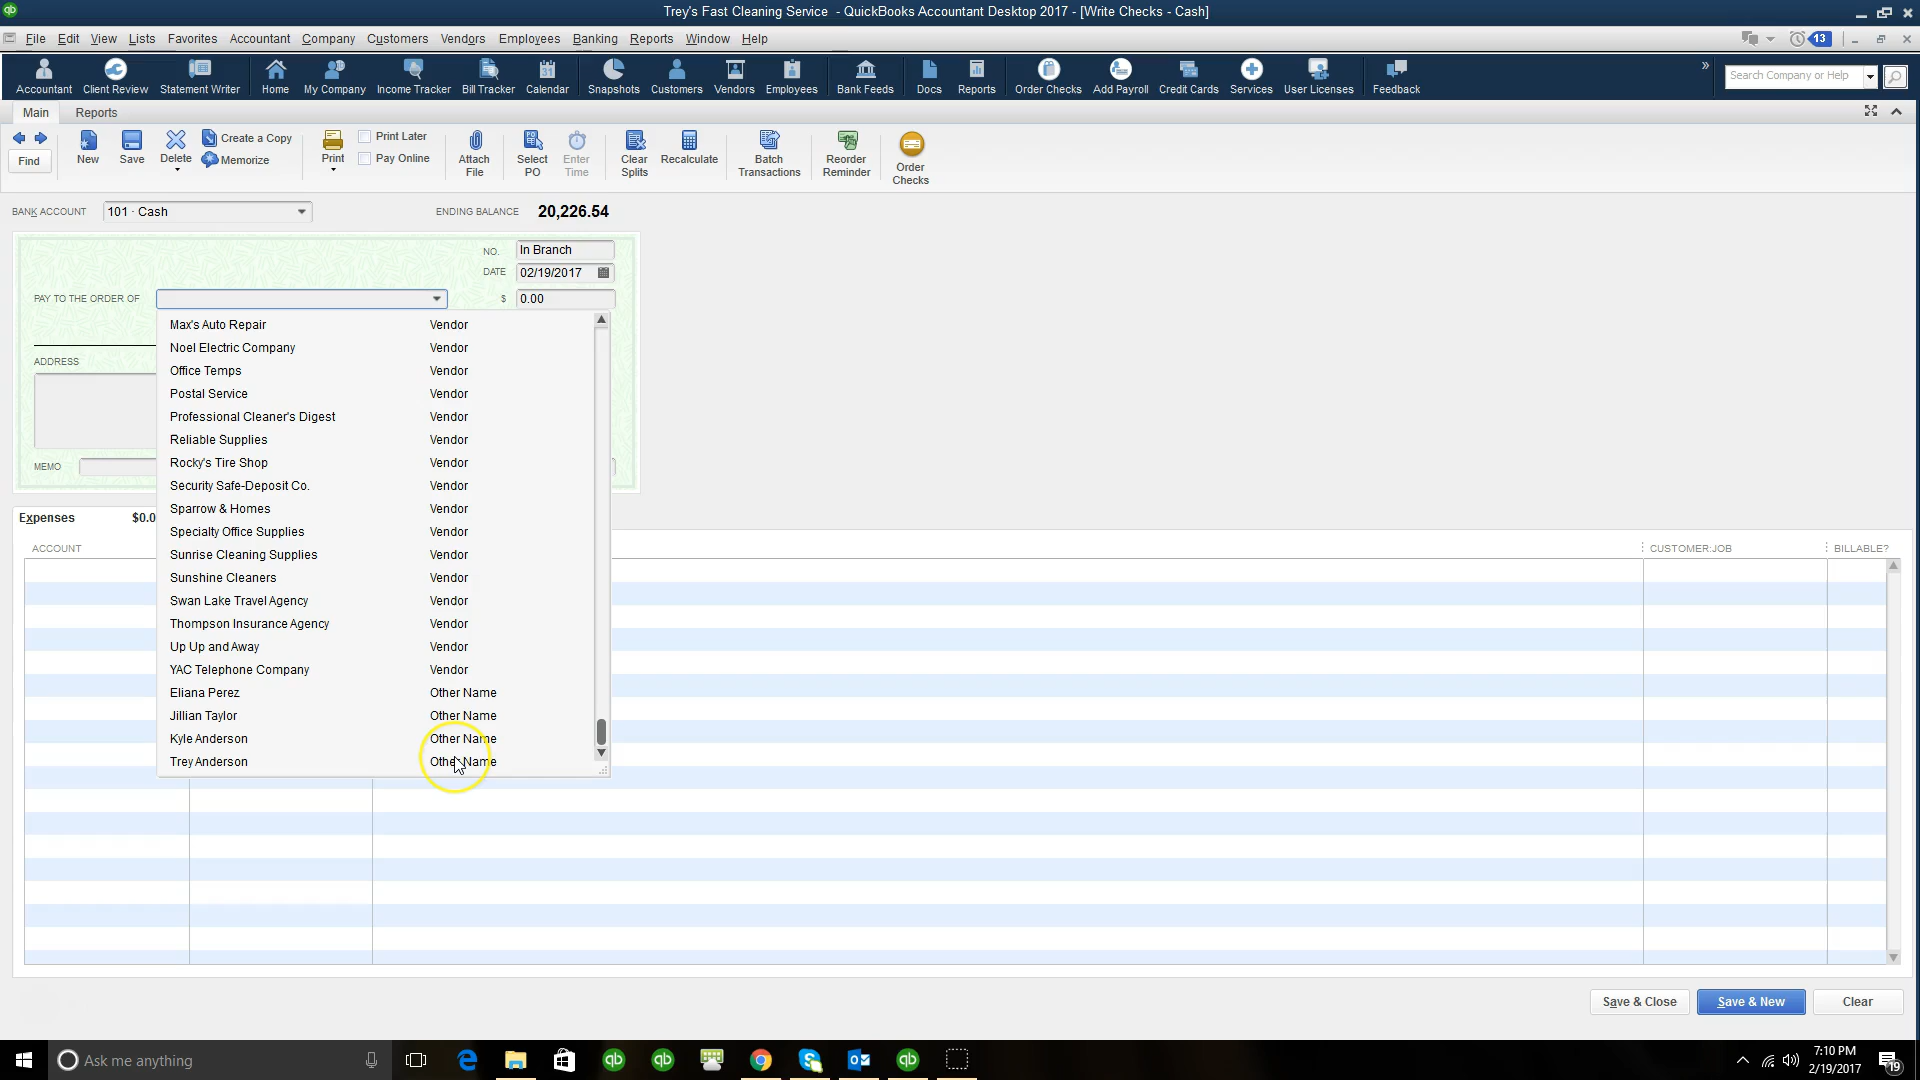 Trey's Fast Cleaning Service - QuickBooks Accountant Desktop 2017 - [Write Checks - Cash]
File Edit View Lists Favorites Accountant Company Customers Vendors Employees Banking Reports Window Help
13
Accountant Client Review Statement Writer Home My Company Income Tracker Bill Tracker Calendar Snapshots Customers Vendors Employees Bank Feeds Docs Reports Order Checks Add Payroll Credit Cards Services User Licenses Feedback
Search Company or Help
Main Reports
Find New Save Delete Create a Copy Memorize Print Print Later Pay Online Attach File Select PO Enter Time Clear Splits Recalculate Batch Transactions Reorder Reminder Order Checks
BANK ACCOUNT 101 · Cash ENDING BALANCE 20,226.54
NO. In Branch
DATE 02/19/2017
PAY TO THE ORDER OF $ 0.00
Max's Auto Repair Vendor
Noel Electric Company Vendor
ADDRESS
Office Temps Vendor
Postal Service Vendor
Professional Cleaner's Digest Vendor
Reliable Supplies Vendor
Rocky's Tire Shop Vendor
MEMO
Security Safe-Deposit Co. Vendor
Sparrow & Homes Vendor
Expenses $0.0
Specialty Office Supplies Vendor
ACCOUNT CUSTOMER:JOB BILLABLE?
Sunrise Cleaning Supplies Vendor
Sunshine Cleaners Vendor
Swan Lake Travel Agency Vendor
Thompson Insurance Agency Vendor
Up Up and Away Vendor
YAC Telephone Company Vendor
Eliana Perez Other Name
Jillian Taylor Other Name
Kyle Anderson Other Name
Trey Anderson Other Name
Save & Close Save & New Clear
Ask me anything
7:10 PM
2/19/2017
19